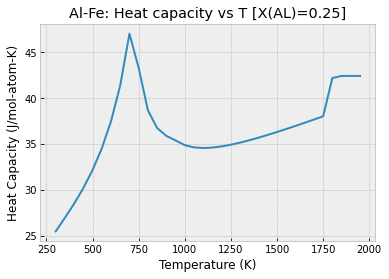 Al-Fe: Heat capacity vs T [X(AL)=0.25]
Heat Capacity (J/mol-atom-K)
45
40
35
30
25
250 500 750 1000 1250 1500 1750 2000
Temperature (K)